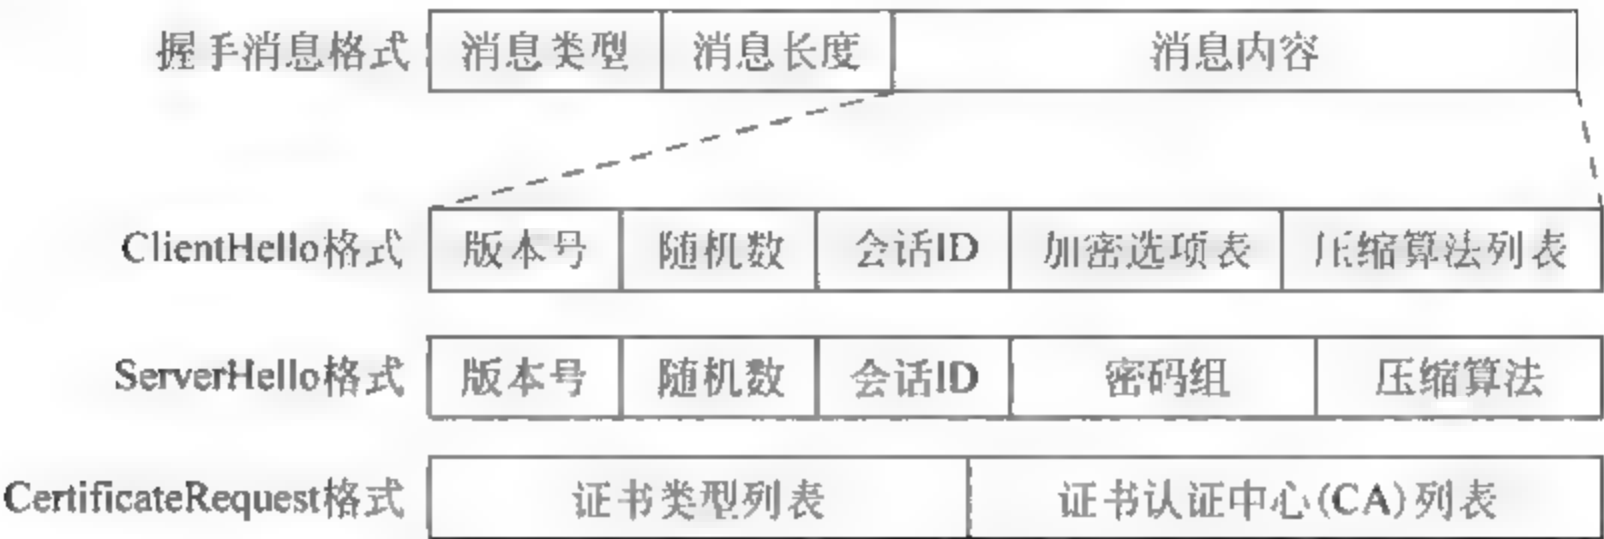 握手消息格式 消息类型 消息长度 消息内容
ClientHello格式 版本号 随机数 会话ID 加密选项表 压缩算法列表
ServerHello格式 版本号 随机数 会话ID 密码组 压缩算法
CertificateRequest格式 证书类型列表 证书认证中心(CA)列表